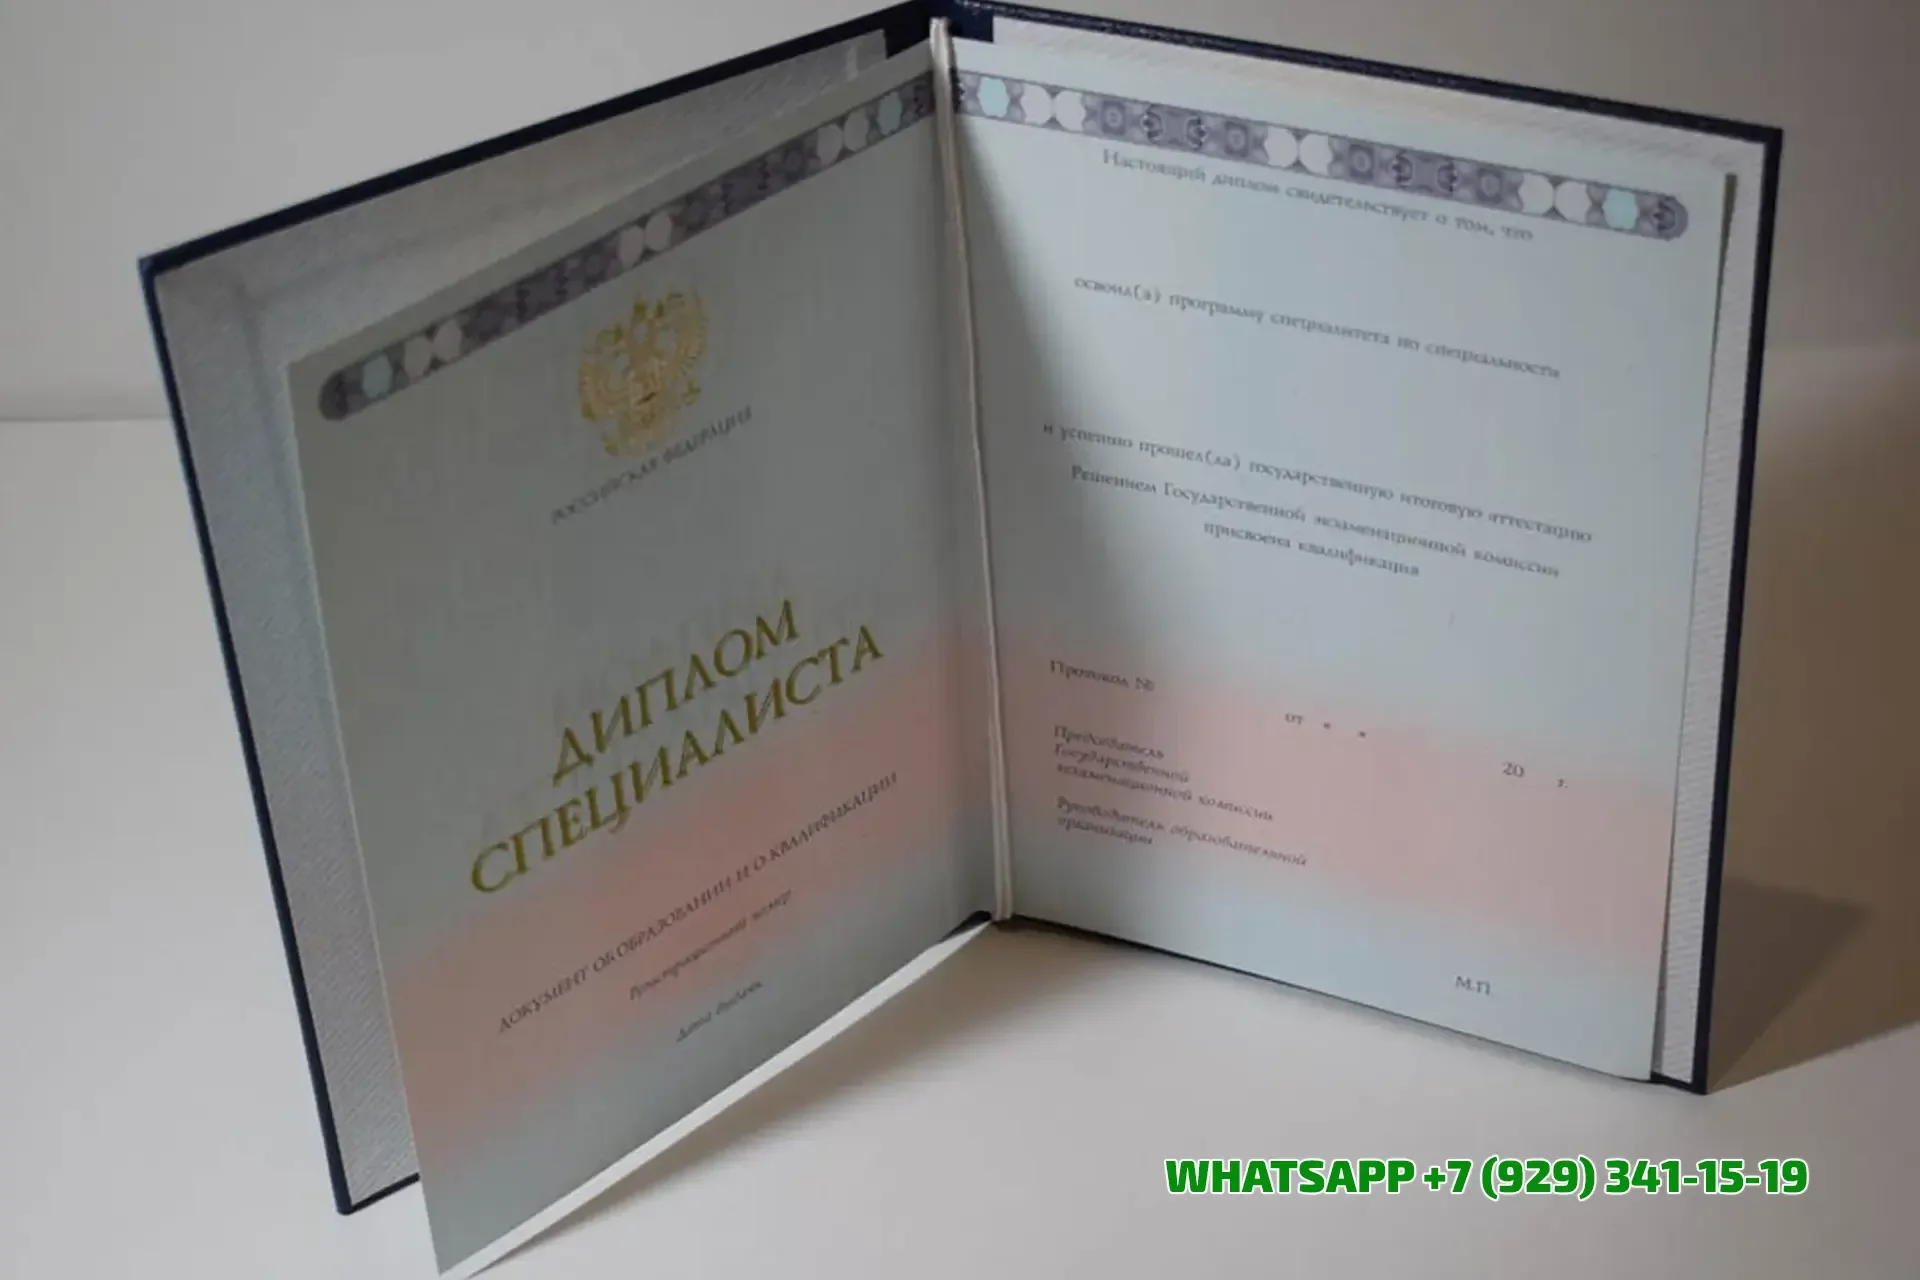 РОССИЙСКАЯ ФЕДЕРАЦИЯ
ДИПЛОМ
СПЕЦИАЛИСТА
ДОКУМЕНТ ОБ ОБРАЗОВАНИИ И О КВАЛИФИКАЦИИ
Регистрационный номер
Дата выдачи
Настоящий диплом свидетельствует о том, что
освоил(а) программу специалитета по специальности
и успешно прошел(ла) государственную итоговую аттестацию
Решением Государственной экзаменационной комиссии
присвоена квалификация
Протокол №
от « »
20 г.
Председатель
Государственной
экзаменационной комиссии
Руководитель образовательной
организации
М.П.
WHATSAPP +7 (929) 341-15-19